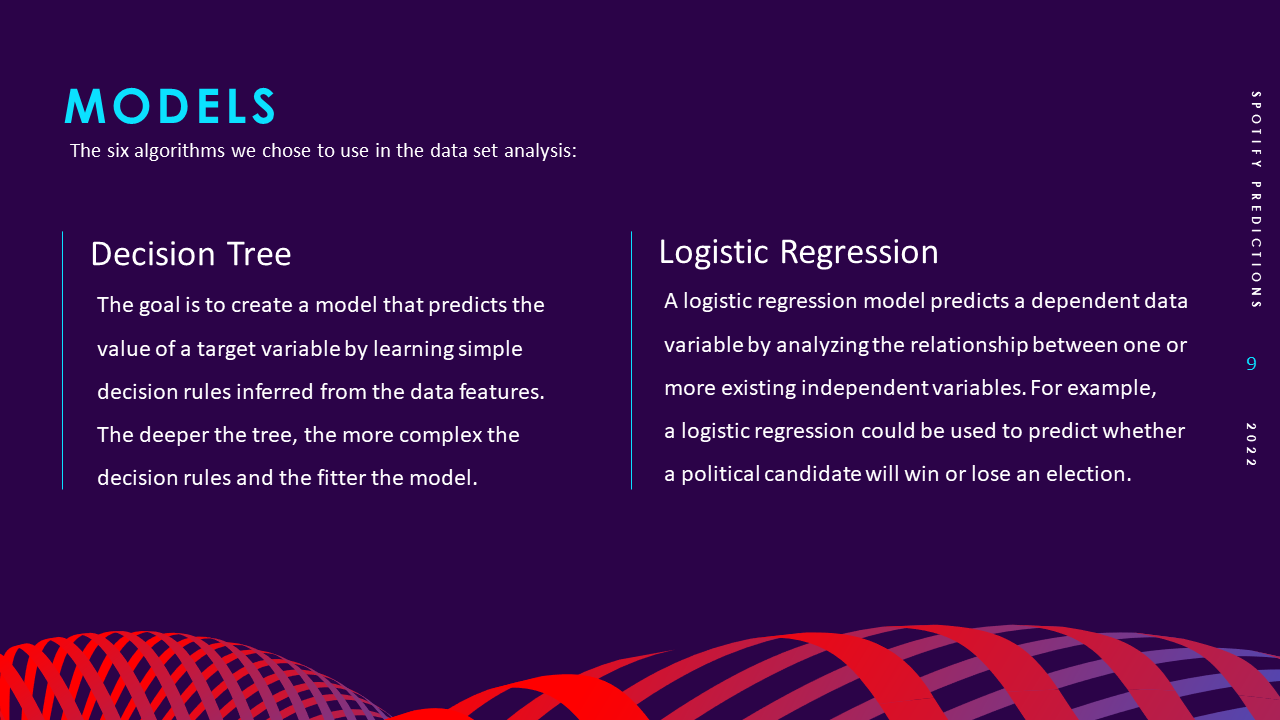 MODELS
The six algorithms we chose to use in the data set analysis:
Decision Tree
The goal is to create a model that predicts the
value of a target variable by learning simple
decision rules inferred from the data features.
The deeper the tree, the more complex the
decision rules and the fitter the model.
Logistic Regression
A logistic regression model predicts a dependent data
variable by analyzing the relationship between one or
more existing independent variables. For example,
a logistic regression could be used to predict whether
a political candidate will win or lose an election.
SPOTIFY PREDICTIONS
9
2022